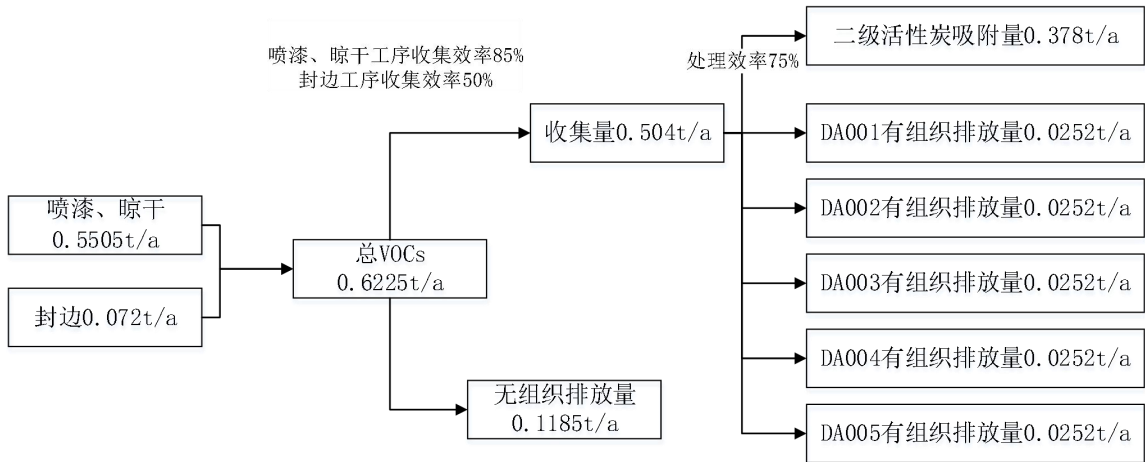 喷漆、晾干工序收集效率85%
封边工序收集效率50%
处理效率75%
二级活性炭吸附量0.378t/a
收集量0.504t/a
DA001有组织排放量0.0252t/a
DA002有组织排放量0.0252t/a
喷漆、晾干
0.5505t/a
总VOCs
0.6225t/a
DA003有组织排放量0.0252t/a
封边0.072t/a
DA004有组织排放量0.0252t/a
无组织排放量
0.1185t/a
DA005有组织排放量0.0252t/a